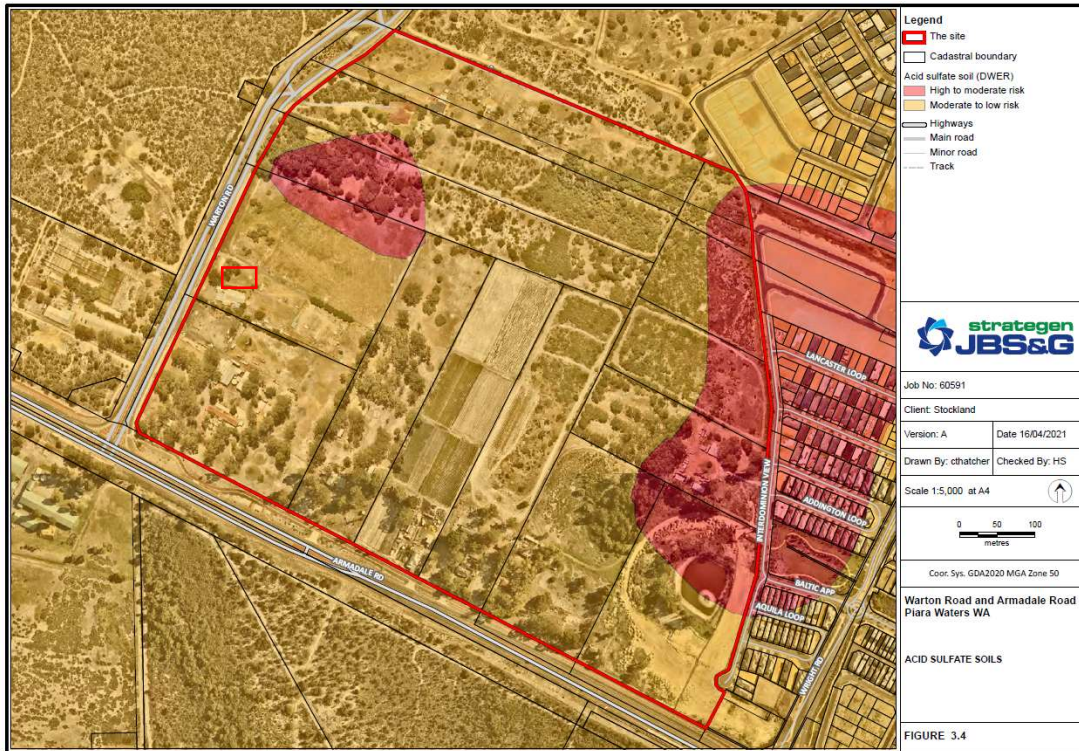 WARTON RD
ARMADALE RD
INTERDOMINION VIEW
LANCASTER LOOP
ADDINGTON LOOP
BALTIC APP
AQUILA LOOP
WRIGHT RD
Legend
The site
Cadastral boundary
Acid sulfate soil (DWER)
High to moderate risk
Moderate to low risk
Highways
Main road
Minor road
Track
strategen
JBS&G
Job No: 60591
Client: Stockland
Version: A Date 16/04/2021
Drawn By: cthatcher Checked By: HS
Scale 1:5,000 at A4
0 50 100
metres
Coor. Sys. GDA2020 MGA Zone 50
Warton Road and Armadale Road
Piara Waters WA
ACID SULFATE SOILS
FIGURE 3.4